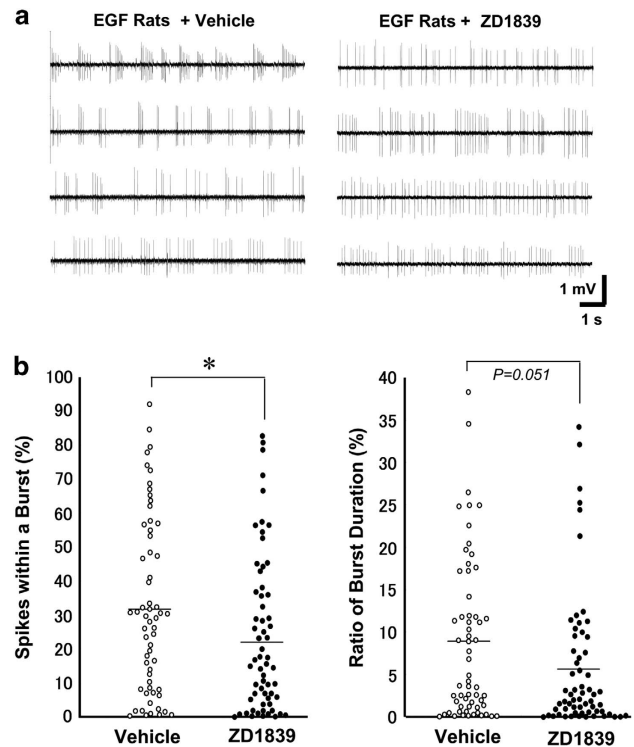 a
EGF Rats + Vehicle
EGF Rats + ZD1839
1 mV
1 s
b
Spikes within a Burst (%)
100
90
80
70
60
50
40
30
20
10
0
*
Vehicle
ZD1839
Ratio of Burst Duration (%)
40
35
30
25
20
15
10
5
0
P=0.051
Vehicle
ZD1839